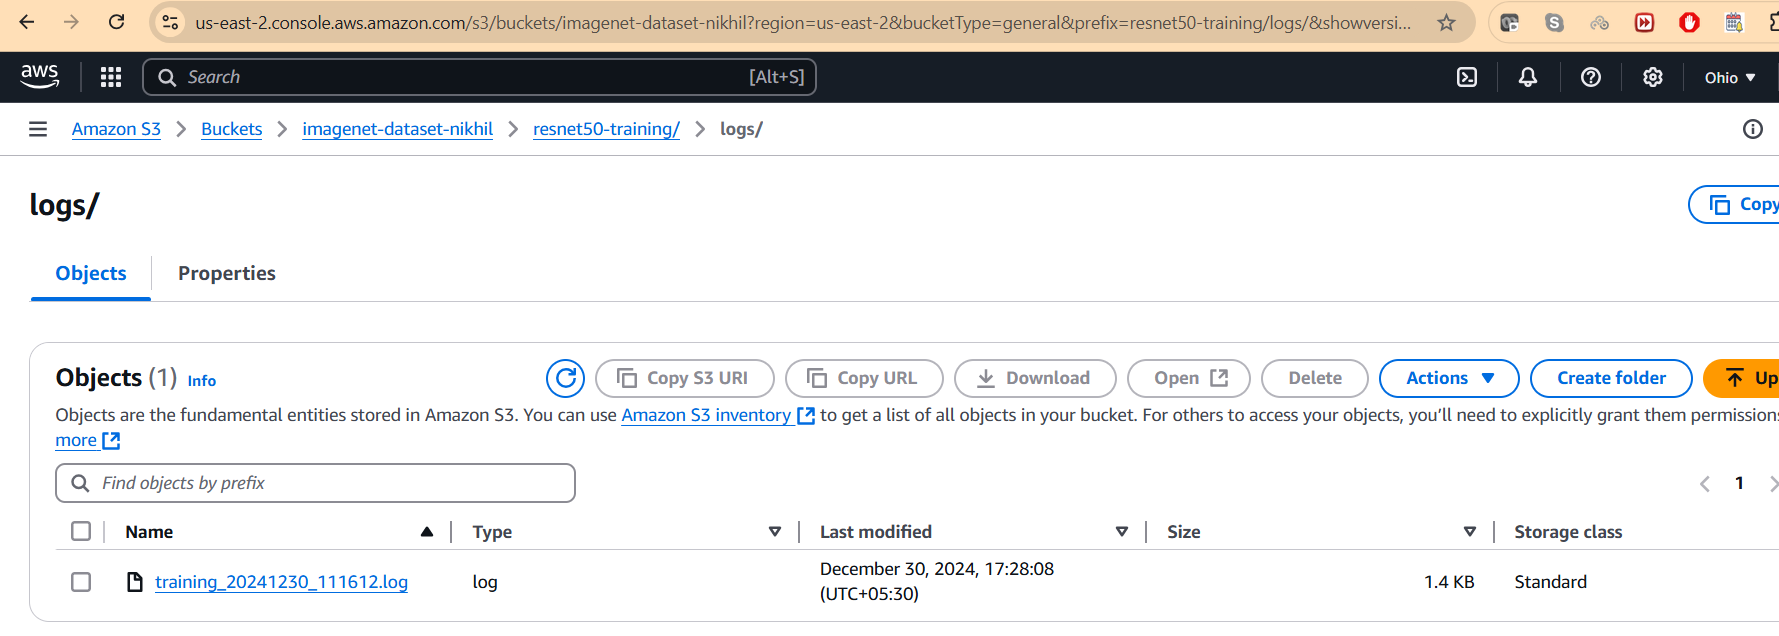 us-east-2.console.aws.amazon.com/s3/buckets/imagenet-dataset-nikhil?region=us-east-2&bucketType=general&prefix=resnet50-training/logs/&showversi...
aws Search [Alt+S] Ohio
Amazon S3 > Buckets > imagenet-dataset-nikhil > resnet50-training/ > logs/
logs/
Copy
Objects Properties
Objects (1) Info Copy S3 URI Copy URL Download Open Delete Actions Create folder Up
Objects are the fundamental entities stored in Amazon S3. You can use Amazon S3 inventory to get a list of all objects in your bucket. For others to access your objects, you'll need to explicitly grant them permissions
more
Find objects by prefix
1
Name Type Last modified Size Storage class
training_20241230_111612.log log December 30, 2024, 17:28:08 1.4 KB Standard
(UTC+05:30)